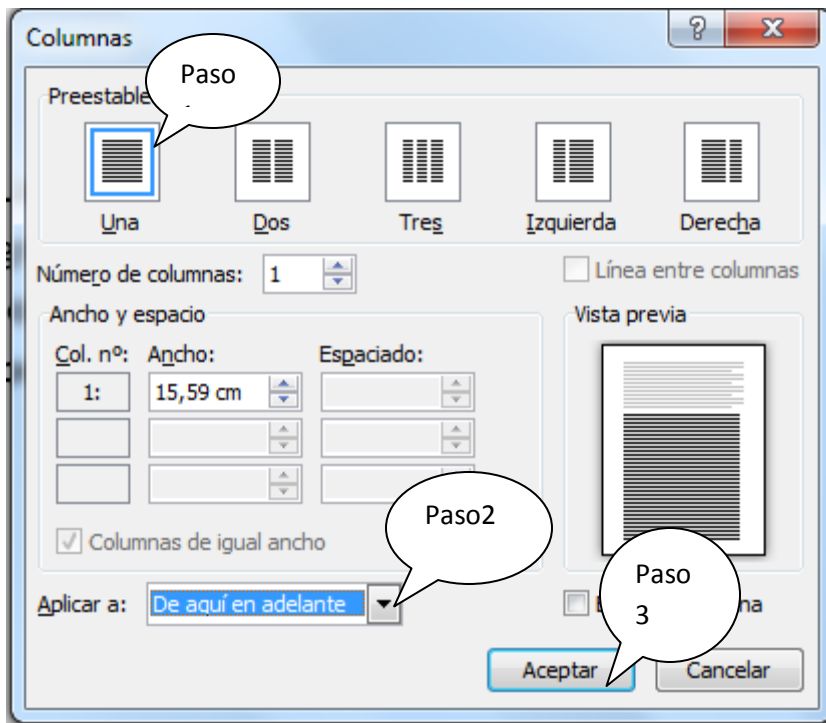 Columnas
Paso
Preestable
Una Dos Tres Izquierda Derecha
Número de columnas: 1
Línea entre columnas
Ancho y espacio
Vista previa
Col. nº: Ancho: Espaciado:
1: 15,59 cm
Paso2
Columnas de igual ancho
Paso
3
Aplicar a: De aquí en adelante
na
Aceptar Cancelar